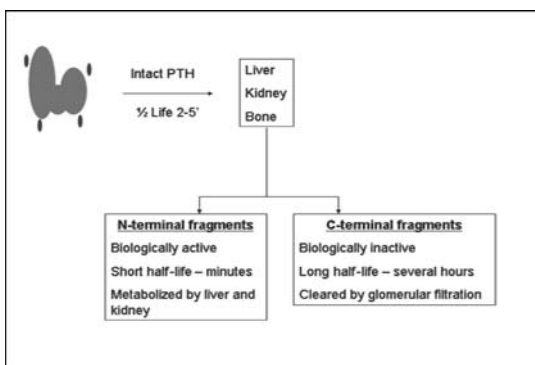 Intact PTH
½ Life 2-5'
Liver
Kidney
Bone
N-terminal fragments
Biologically active
Short half-life – minutes
Metabolized by liver and
kidney
C-terminal fragments
Biologically inactive
Long half-life – several hours
Cleared by glomerular filtration